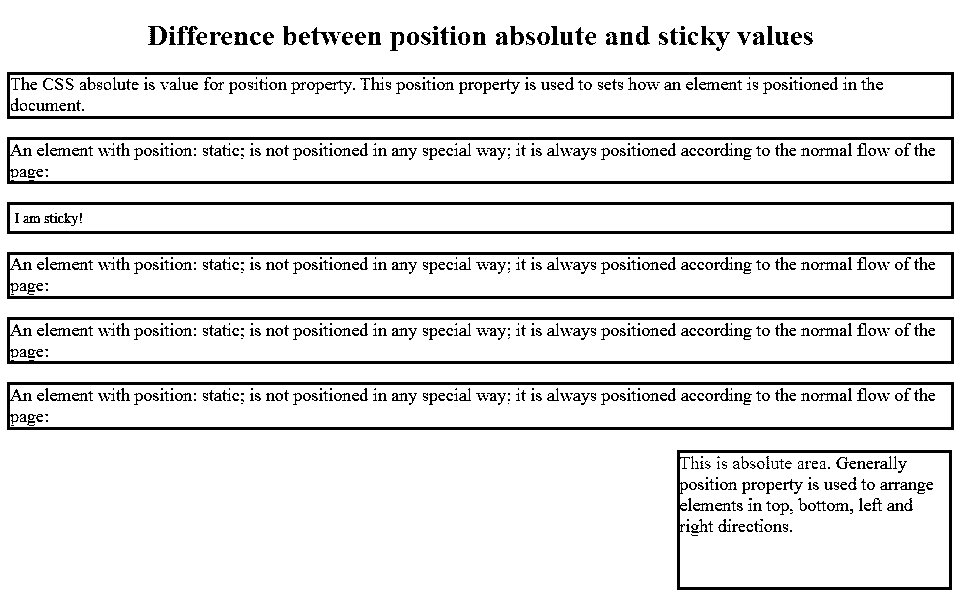 Difference between position absolute and sticky values
The CSS absolute is value for position property. This position property is used to sets how an element is positioned in the
document.
An element with position: static; is not positioned in any special way; it is always positioned according to the normal flow of the
page:
I am sticky!
An element with position: static; is not positioned in any special way; it is always positioned according to the normal flow of the
page:
An element with position: static; is not positioned in any special way; it is always positioned according to the normal flow of the
page:
An element with position: static; is not positioned in any special way; it is always positioned according to the normal flow of the
page:
This is absolute area. Generally
position property is used to arrange
elements in top, bottom, left and
right directions.